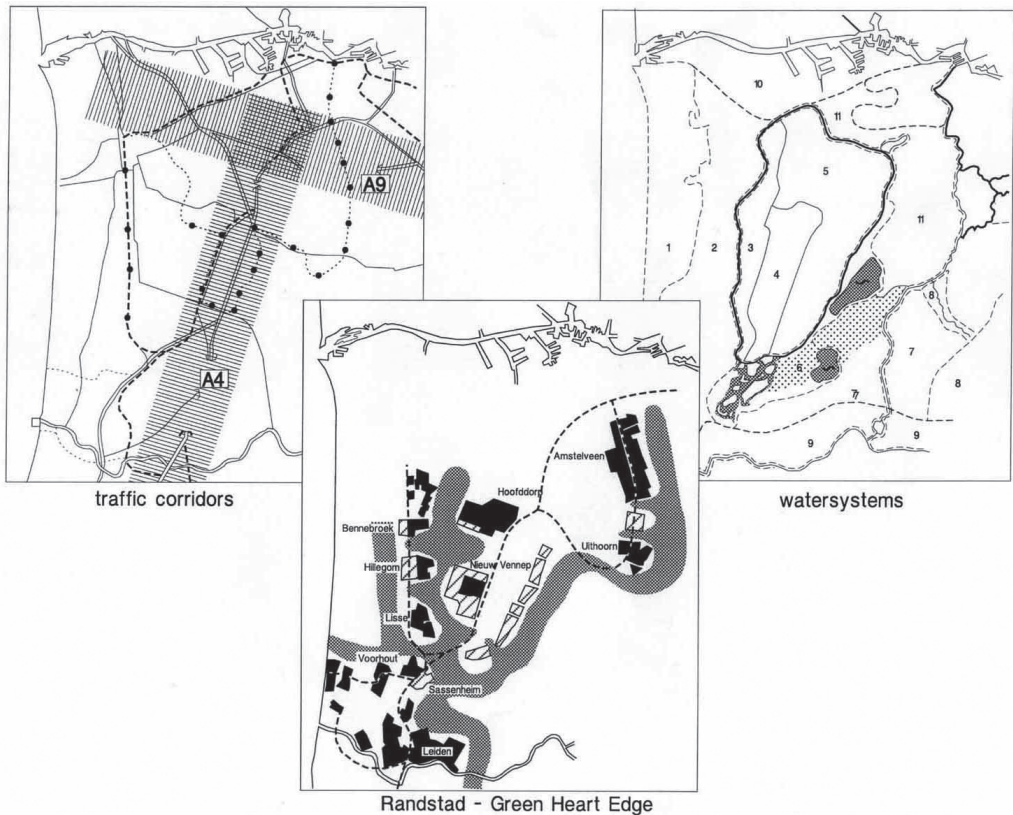 A9
A4
traffic corridors
10
11
5
1
2
3
4
11
8
6
7
8
77
9
9
watersystems
Amstelveen
Hoofddorp
Bennebroek
Uithoorn
Hillegom
Nieuw Vennep
Lisse
Voorhout
Sassenheim
Leiden
Randstad - Green Heart Edge